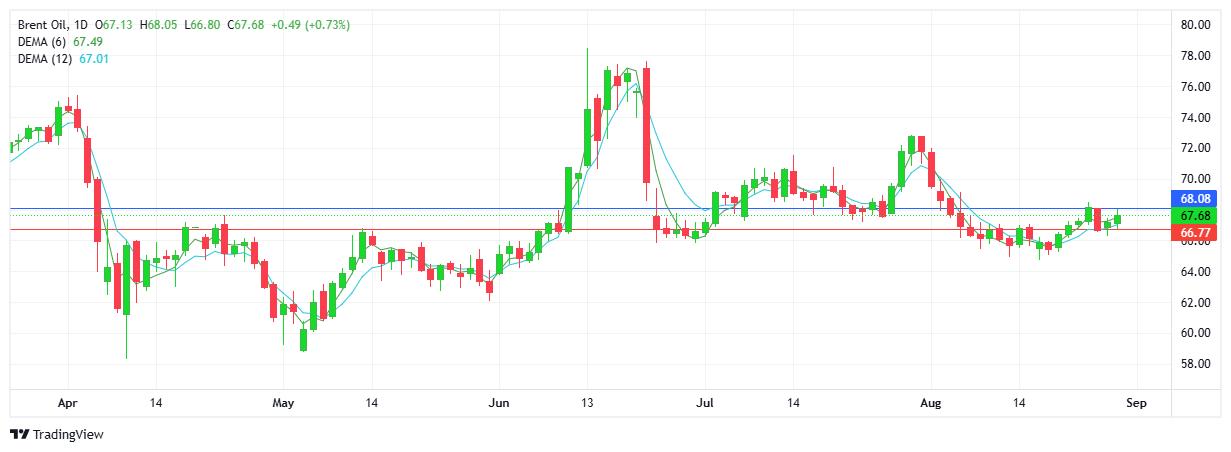 Brent Oil, 1D O67.13 H68.05 L66.80 C67.68 +0.49 (+0.73%)
DEMA (6) 67.49
DEMA (12) 67.01
80.00
78.00
76.00
74.00
72.00
70.00
68.08
67.68
66.77
66.00
64.00
62.00
60.00
58.00
Apr 14 May 14 Jun 13 Jul 14 Aug 14 Sep
TradingView